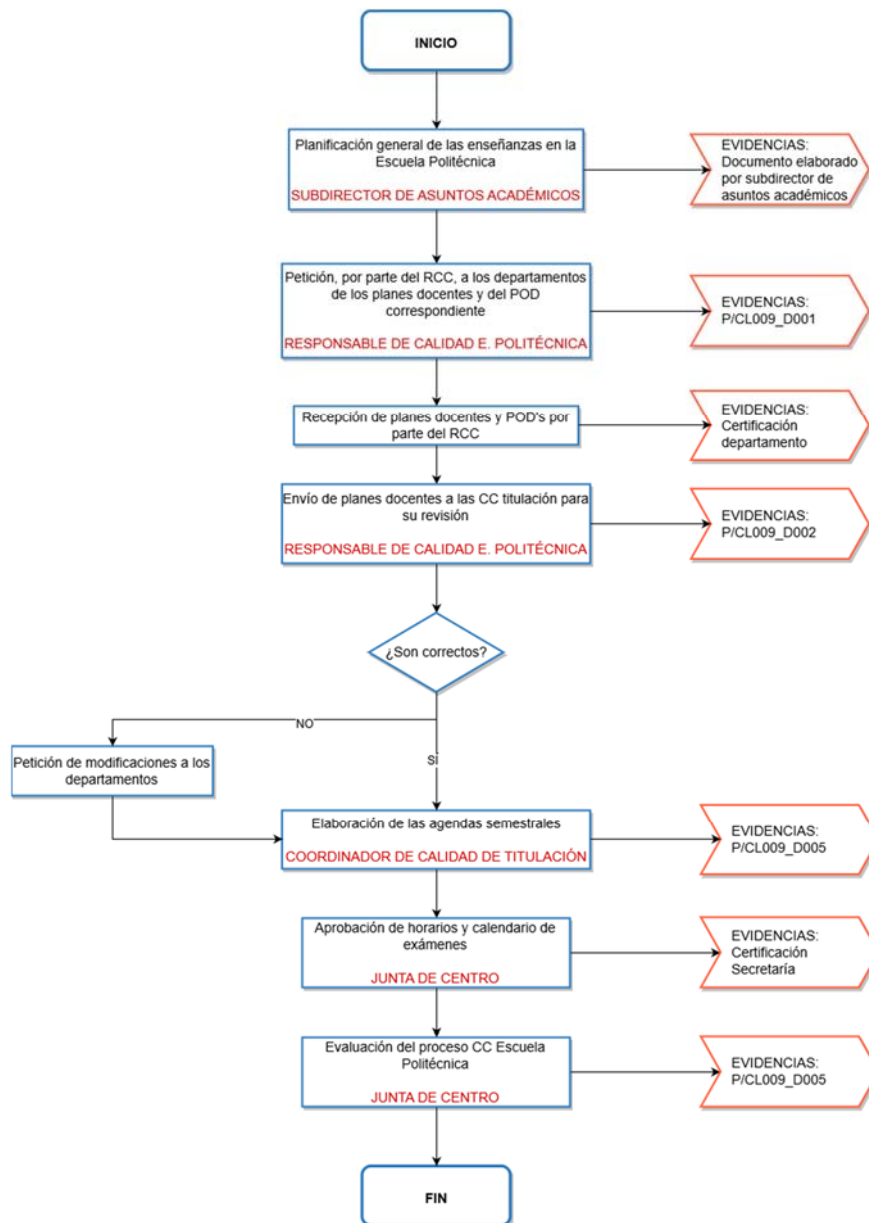 INICIO
Planificación general de las enseñanzas en la
Escuela Politécnica
SUBDIRECTOR DE ASUNTOS ACADÉMICOS
EVIDENCIAS:
Documento elaborado
por subdirector de
asuntos académicos
Petición, por parte del RCC, a los departamentos
de los planes docentes y del POD
correspondiente
RESPONSABLE DE CALIDAD E. POLITÉCNICA
EVIDENCIAS:
P/CL009_D001
Recepción de planes docentes y POD's por
parte del RCC
EVIDENCIAS:
Certificación
departamento
Envío de planes docentes a las CC titulación para
su revisión
RESPONSABLE DE CALIDAD E. POLITÉCNICA
EVIDENCIAS:
P/CL009_D002
¿Son correctos?
NO
SÍ
Petición de modificaciones a los
departamentos
Elaboración de las agendas semestrales
COORDINADOR DE CALIDAD DE TITULACIÓN
EVIDENCIAS:
P/CL009_D005
Aprobación de horarios y calendario de
exámenes
JUNTA DE CENTRO
EVIDENCIAS:
Certificación
Secretaría
Evaluación del proceso CC Escuela
Politécnica
JUNTA DE CENTRO
EVIDENCIAS:
P/CL009_D005
FIN